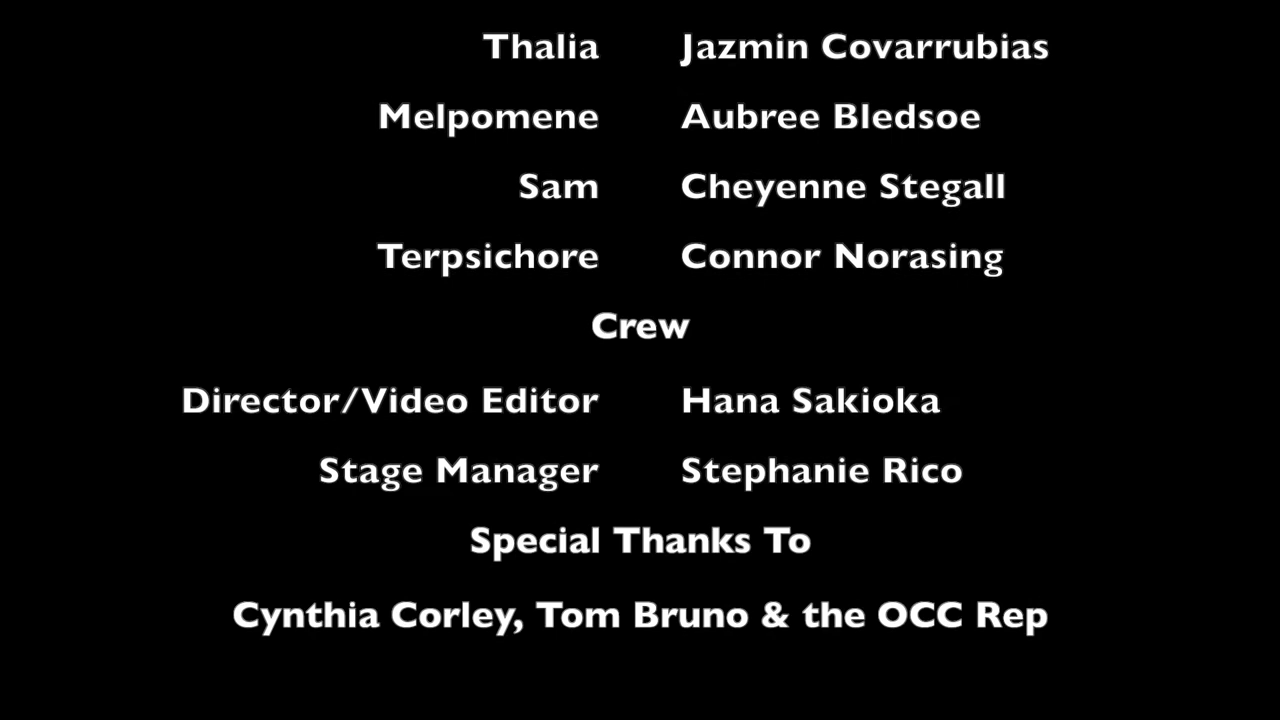 Thalia Jazmin Covarrubias
Melpomene Aubree Bledsoe
Sam Cheyenne Stegall
Terpsichore Connor Norasing
Crew
Director/Video Editor Hana Sakioka
Stage Manager Stephanie Rico
Special Thanks To
Cynthia Corley, Tom Bruno & the OCC Rep